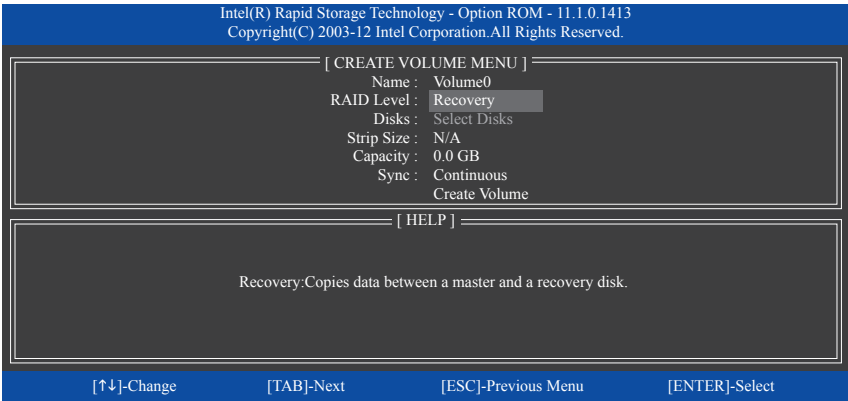 Intel(R) Rapid Storage Technology - Option ROM - 11.1.0.1413
Copyright(C) 2003-12 Intel Corporation.All Rights Reserved.
[ CREATE VOLUME MENU ]
Name : Volume0
RAID Level : Recovery
Disks : Select Disks
Strip Size : N/A
Capacity : 0.0 GB
Sync : Continuous
Create Volume
[ HELP ]
Recovery:Copies data between a master and a recovery disk.
[↑↓]-Change [TAB]-Next [ESC]-Previous Menu [ENTER]-Select